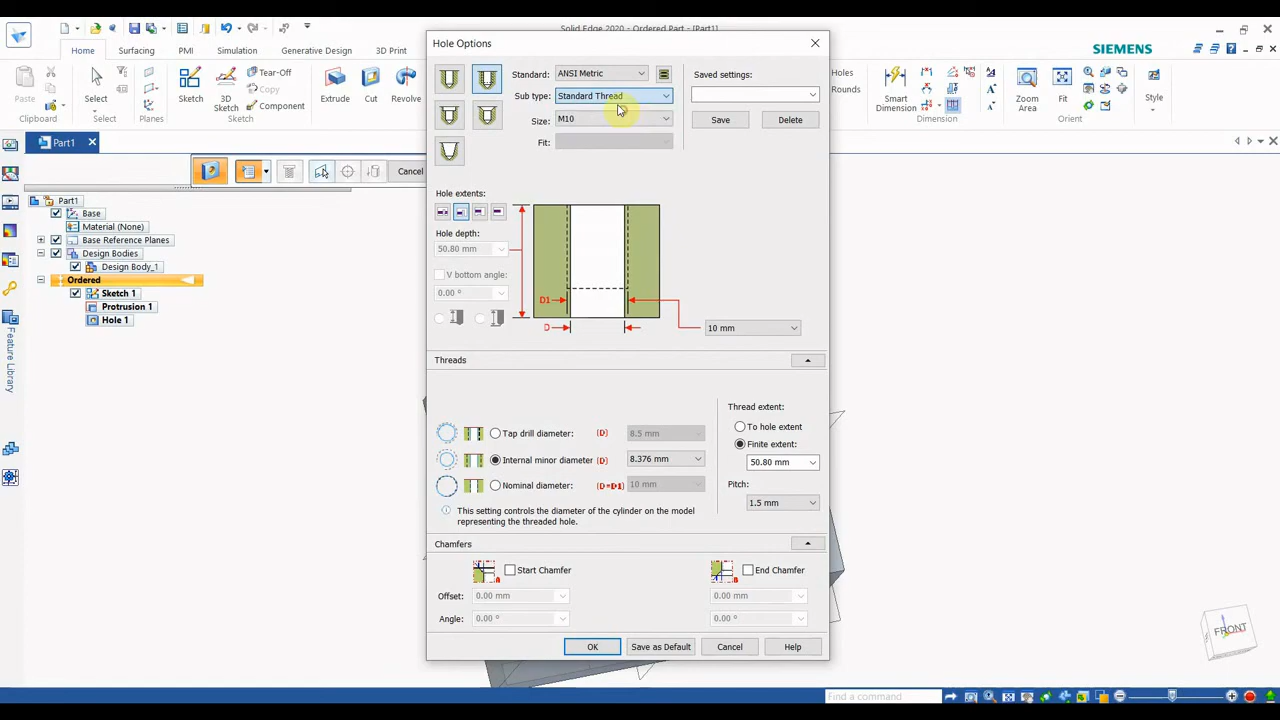 Solid Edge 2020 - Ordered Part - [Part1]
Home
Surfacing
PMI
Simulation
Generative Design
3D Print
SIEMENS
Paste
Select
Sketch
3D
Sketch
Tear-Off
Copy
Component
Extrude
Cut
Revolve
Holes
Rounds
Smart
Dimension
Dimension
Zoom
Area
Fit
Orient
Style
Part1
Cancel
Feature Library
Part1
Base
Material (None)
Base Reference Planes
Design Bodies
Design Body_1
Ordered
Sketch 1
Protrusion 1
Hole 1
Hole Options
Standard:
ANSI Metric
Sub type:
Standard Thread
Size:
M10
Fit:
Saved settings:
Save
Delete
Hole extents:
Hole depth:
50.80 mm
V bottom angle:
0.00 °
D1
D
10 mm
Threads
Tap drill diameter:
(D)
8.5 mm
Internal minor diameter
(D)
8.376 mm
Nominal diameter:
(D=D1)
10 mm
This setting controls the diameter of the cylinder on the model
representing the threaded hole.
Thread extent:
To hole extent
Finite extent:
50.80 mm
Pitch:
1.5 mm
Chamfers
Start Chamfer
End Chamfer
Offset:
0.00 mm
0.00 mm
Angle:
0.00 °
0.00 °
OK
Save as Default
Cancel
Help
FRONT
Find a command